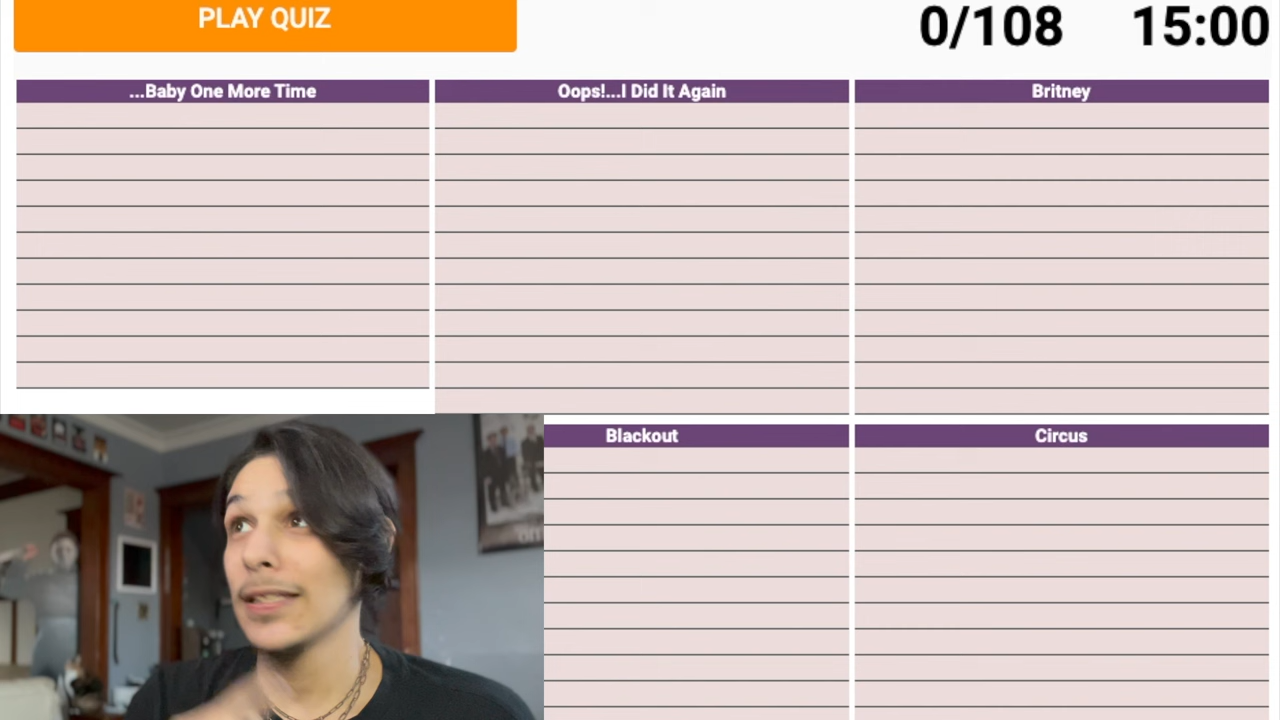 PLAY QUIZ
0/108 15:00
...Baby One More Time
Oops!...I Did It Again
Britney
Blackout
Circus